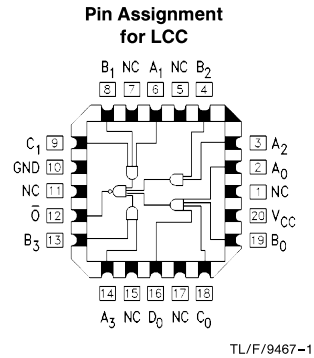 Pin Assignment
for LCC
B1 NC A1 NC B2
8 7 6 5 4
C1 9
GND 10
NC 11
O̅ 12
B3 13
3 A2
2 A0
1 NC
20 VCC
19 B0
14 15 16 17 18
A3 NC D0 NC C0
TL/F/9467-1